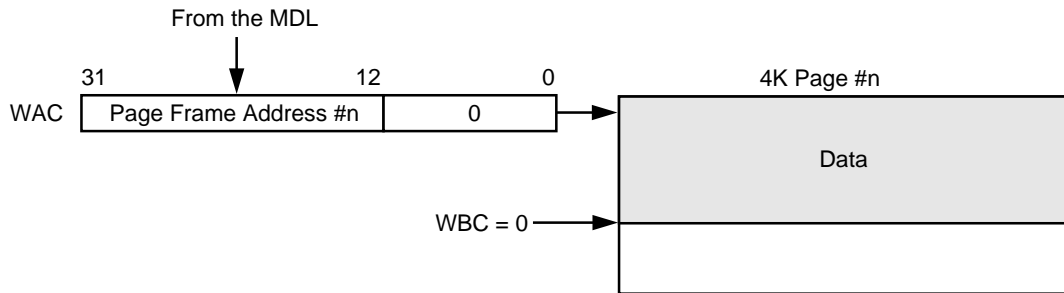 From the MDL
31 12 0 4K Page #n
WAC Page Frame Address #n 0
Data
WBC = 0